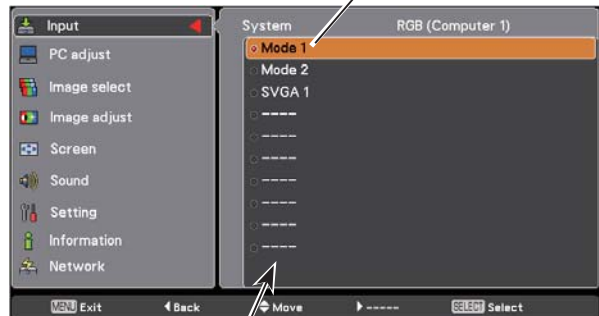 Input
System RGB (Computer 1)
PC adjust
Mode 1
Image select
Mode 2
Image adjust
SVGA 1
Screen
----
Sound
----
Setting
----
Information
----
Network
----
----
----
MENU Exit Back Move ----- SELECT Select